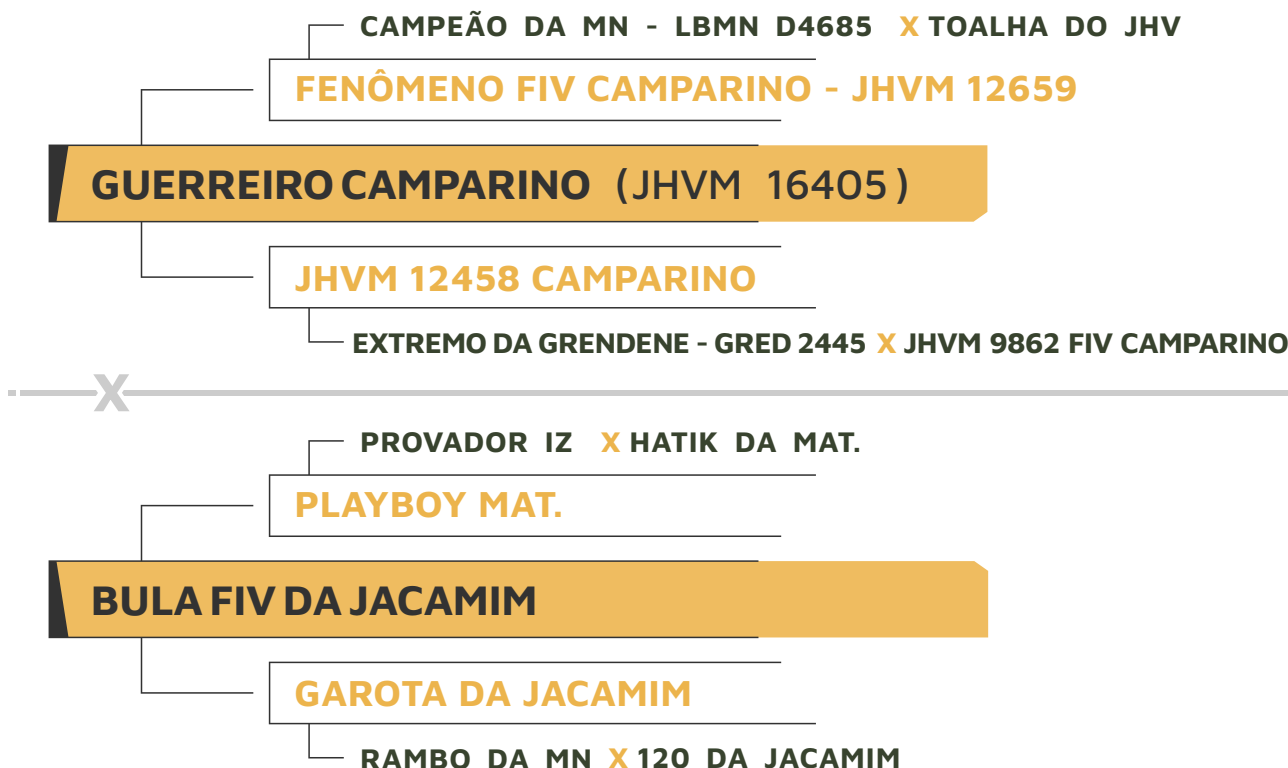 CAMPEÃO DA MN - LBMN D4685 X TOALHA DO JHV
FENÔMENO FIV CAMPARINO - JHVM 12659
GUERREIRO CAMPARINO (JHVM 16405)
JHVM 12458 CAMPARINO
EXTREMO DA GRENDENE - GRED 2445 X JHVM 9862 FIV CAMPARINO
X
PROVADOR IZ X HATIK DA MAT.
PLAYBOY MAT.
BULA FIV DA JACAMIM
GAROTA DA JACAMIM
RAMBO DA MN X 120 DA JACAMIM